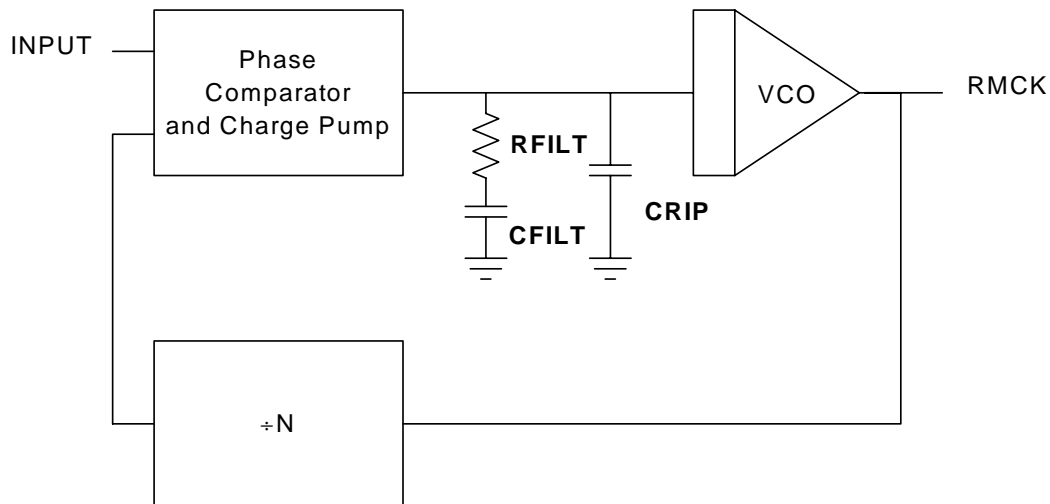 INPUT
Phase
Comparator
and Charge Pump
VCO
RMCK
RFILT
CFILT
CRIP
÷N